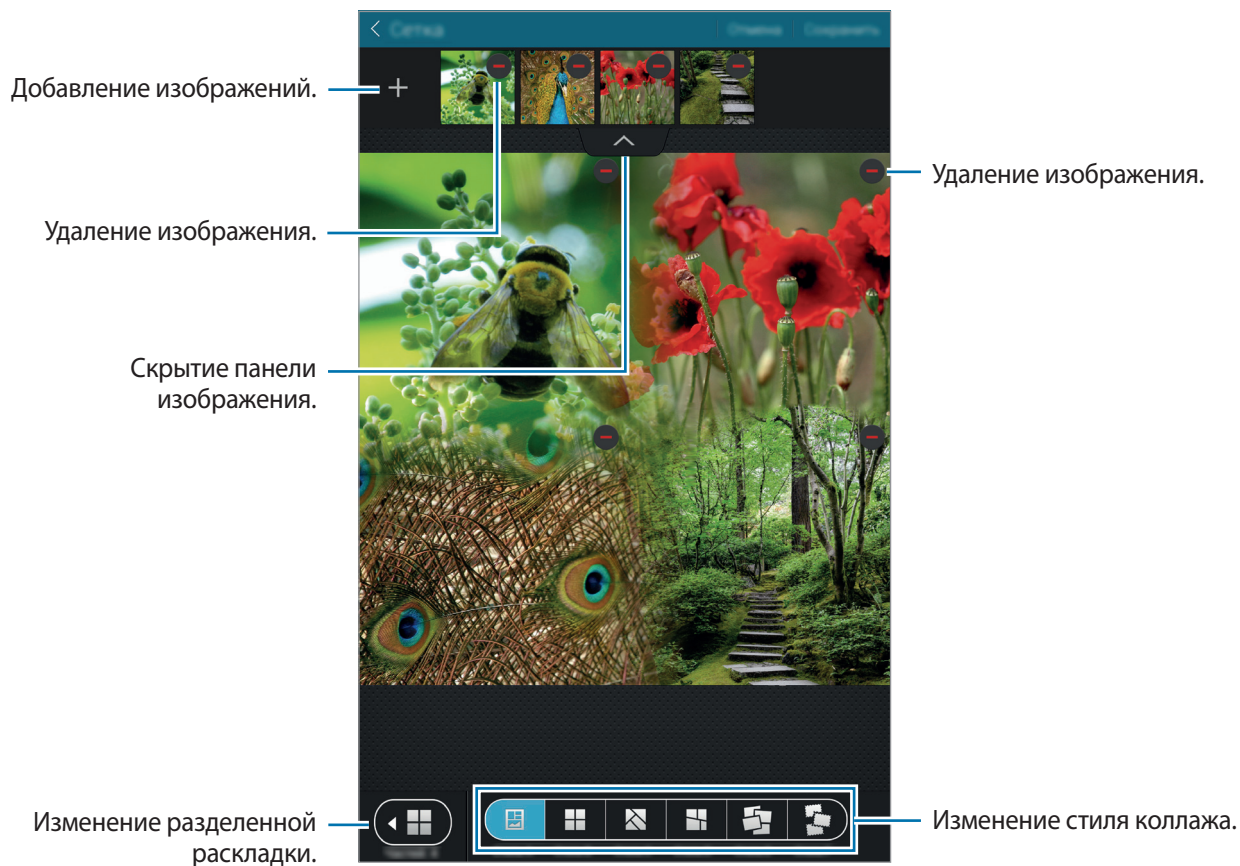 Сетка
Отмена
Сохранить
Добавление изображений.
Удаление изображения.
Удаление изображения.
Скрытие панели
изображения.
Изменение разделенной
раскладки.
Изменение стиля коллажа.